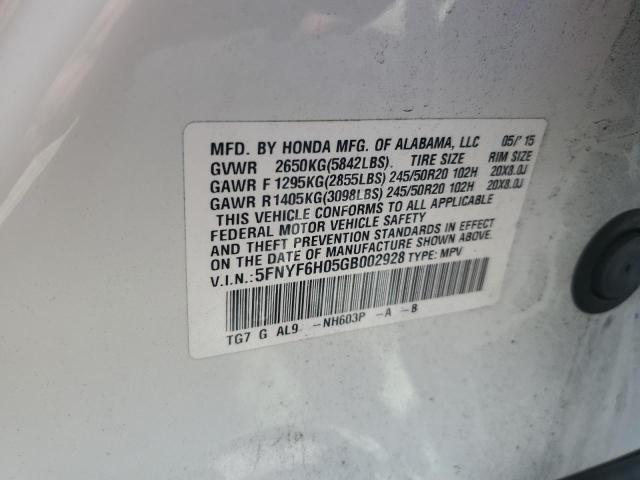 MFD. BY HONDA MFG. OF ALABAMA, LLC 05/'15
GVWR 2650KG(5842LBS). TIRE SIZE RIM SIZE
GAWR F 1295KG(2855LBS) 245/50R20 102H 20X8.0J
GAWR R 1405KG(3098LBS) 245/50R20 102H 20X8.0J
THIS VEHICLE CONFORMS TO ALL APPLICABLE
FEDERAL MOTOR VEHICLE SAFETY
AND THEFT PREVENTION STANDARDS IN EFFECT
ON THE DATE OF MANUFACTURE SHOWN ABOVE.
V.I.N.:5FNYF6H05GB002928 TYPE: MPV
TG7 G AL9 -NH603P -A -B